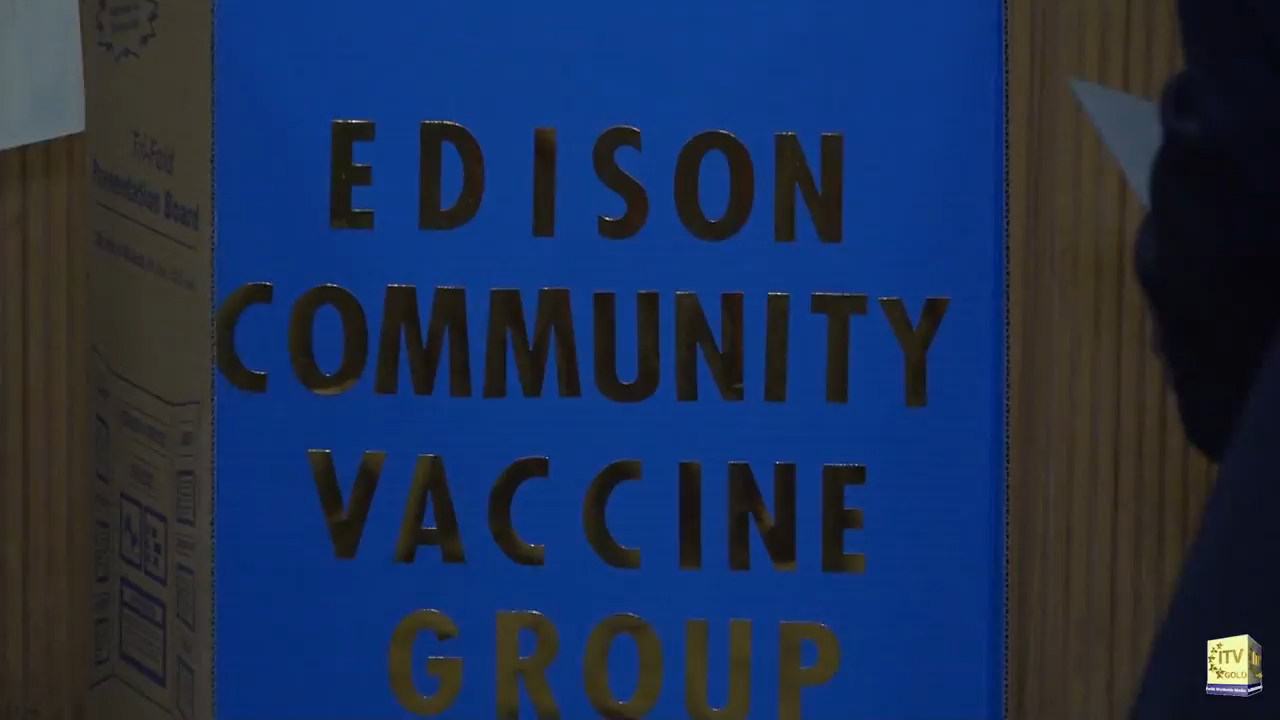 EDISON
COMMUNITY
VACCINE
GROUP
Tri-Fold
Presentation Board
iTV
GOLD